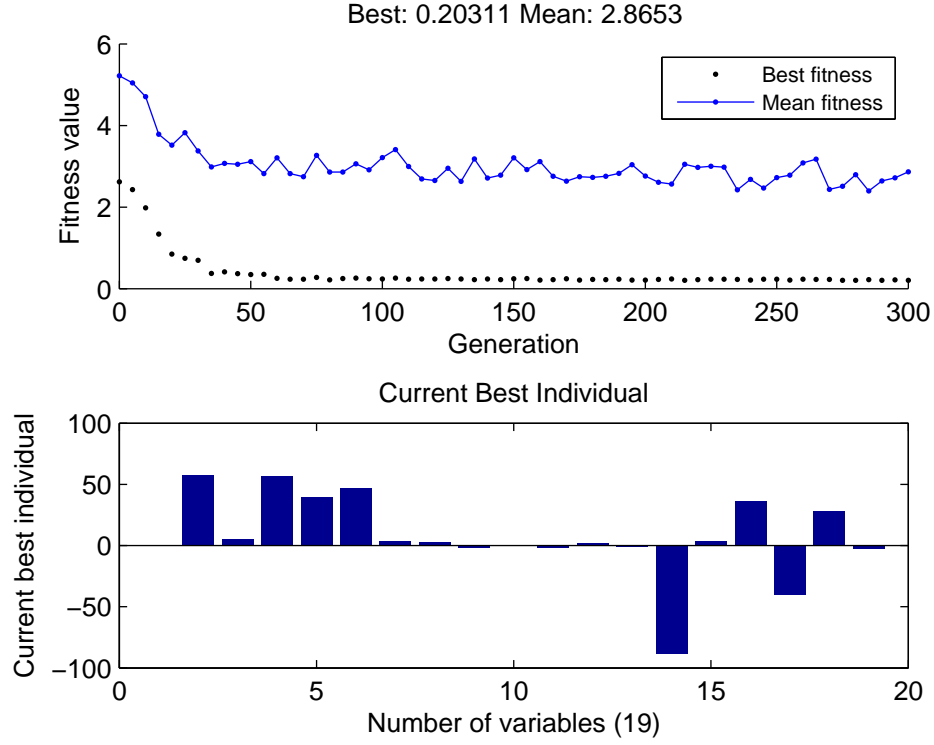 Best: 0.20311 Mean: 2.8653
6
4
2
0
Fitness value
Best fitness
Mean fitness
0 50 100 150 200 250 300
Generation
Current Best Individual
100
50
0
−50
−100
Current best individual
0 5 10 15 20
Number of variables (19)